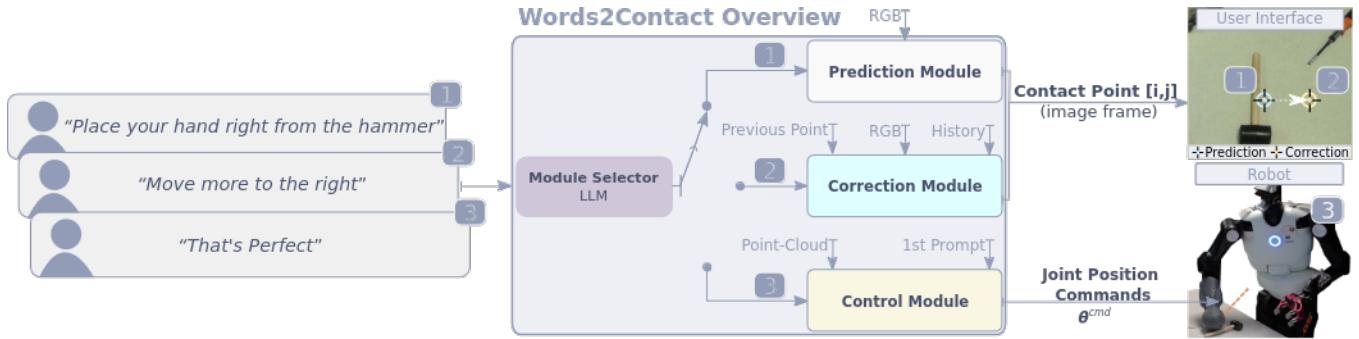 Words2Contact Overview
1
“Place your hand right from the hammer”
2
“Move more to the right”
3
“That's Perfect”
Module Selector
LLM
1
RGB
Prediction Module
2
Previous Point
RGB
History
Correction Module
3
Point-Cloud
1st Prompt
Control Module
Contact Point [i,j]
(image frame)
Joint Position
Commands
θcmd
User Interface
1
2
Prediction
Correction
Robot
3